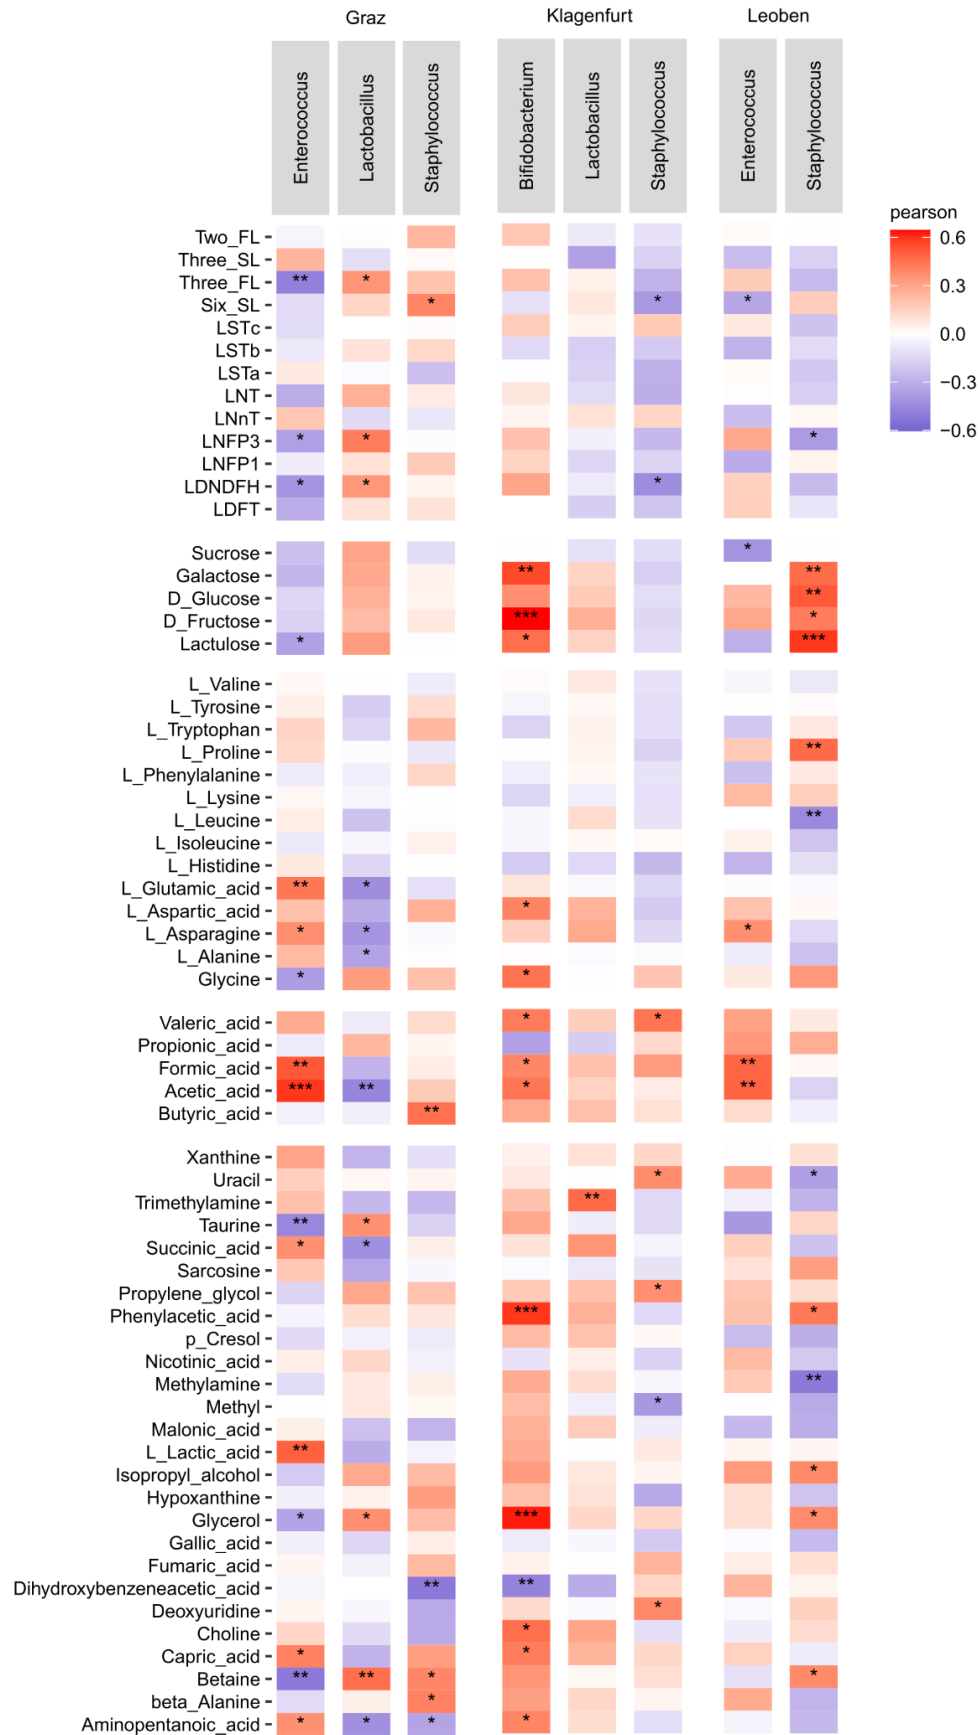 Graz Klagenfurt Leoben
Enterococcus Lactobacillus Staphylococcus Bifidobacterium Lactobacillus Staphylococcus Enterococcus Staphylococcus
pearson
0.6
0.3
0.0
−0.3
−0.6
Two_FL
Three_SL
Three_FL ** *
Six_SL * * *
LSTc
LSTb
LSTa
LNT
LNnT
LNFP3 * * *
LNFP1
LDNDFH * * *
LDFT
Sucrose *
Galactose ** **
D_Glucose **
D_Fructose *** *
Lactulose * * ***
L_Valine
L_Tyrosine
L_Tryptophan
L_Proline **
L_Phenylalanine
L_Lysine
L_Leucine **
L_Isoleucine
L_Histidine
L_Glutamic_acid ** *
L_Aspartic_acid *
L_Asparagine * * *
L_Alanine *
Glycine * *
Valeric_acid * *
Propionic_acid
Formic_acid ** * **
Acetic_acid *** ** * **
Butyric_acid **
Xanthine
Uracil * *
Trimethylamine **
Taurine ** *
Succinic_acid * *
Sarcosine
Propylene_glycol *
Phenylacetic_acid *** *
p_Cresol
Nicotinic_acid
Methylamine **
Methyl *
Malonic_acid
L_Lactic_acid **
Isopropyl_alcohol *
Hypoxanthine
Glycerol * * *** *
Gallic_acid
Fumaric_acid
Dihydroxybenzeneacetic_acid ** **
Deoxyuridine *
Choline *
Capric_acid * *
Betaine ** ** * *
beta_Alanine *
Aminopentanoic_acid * * * *